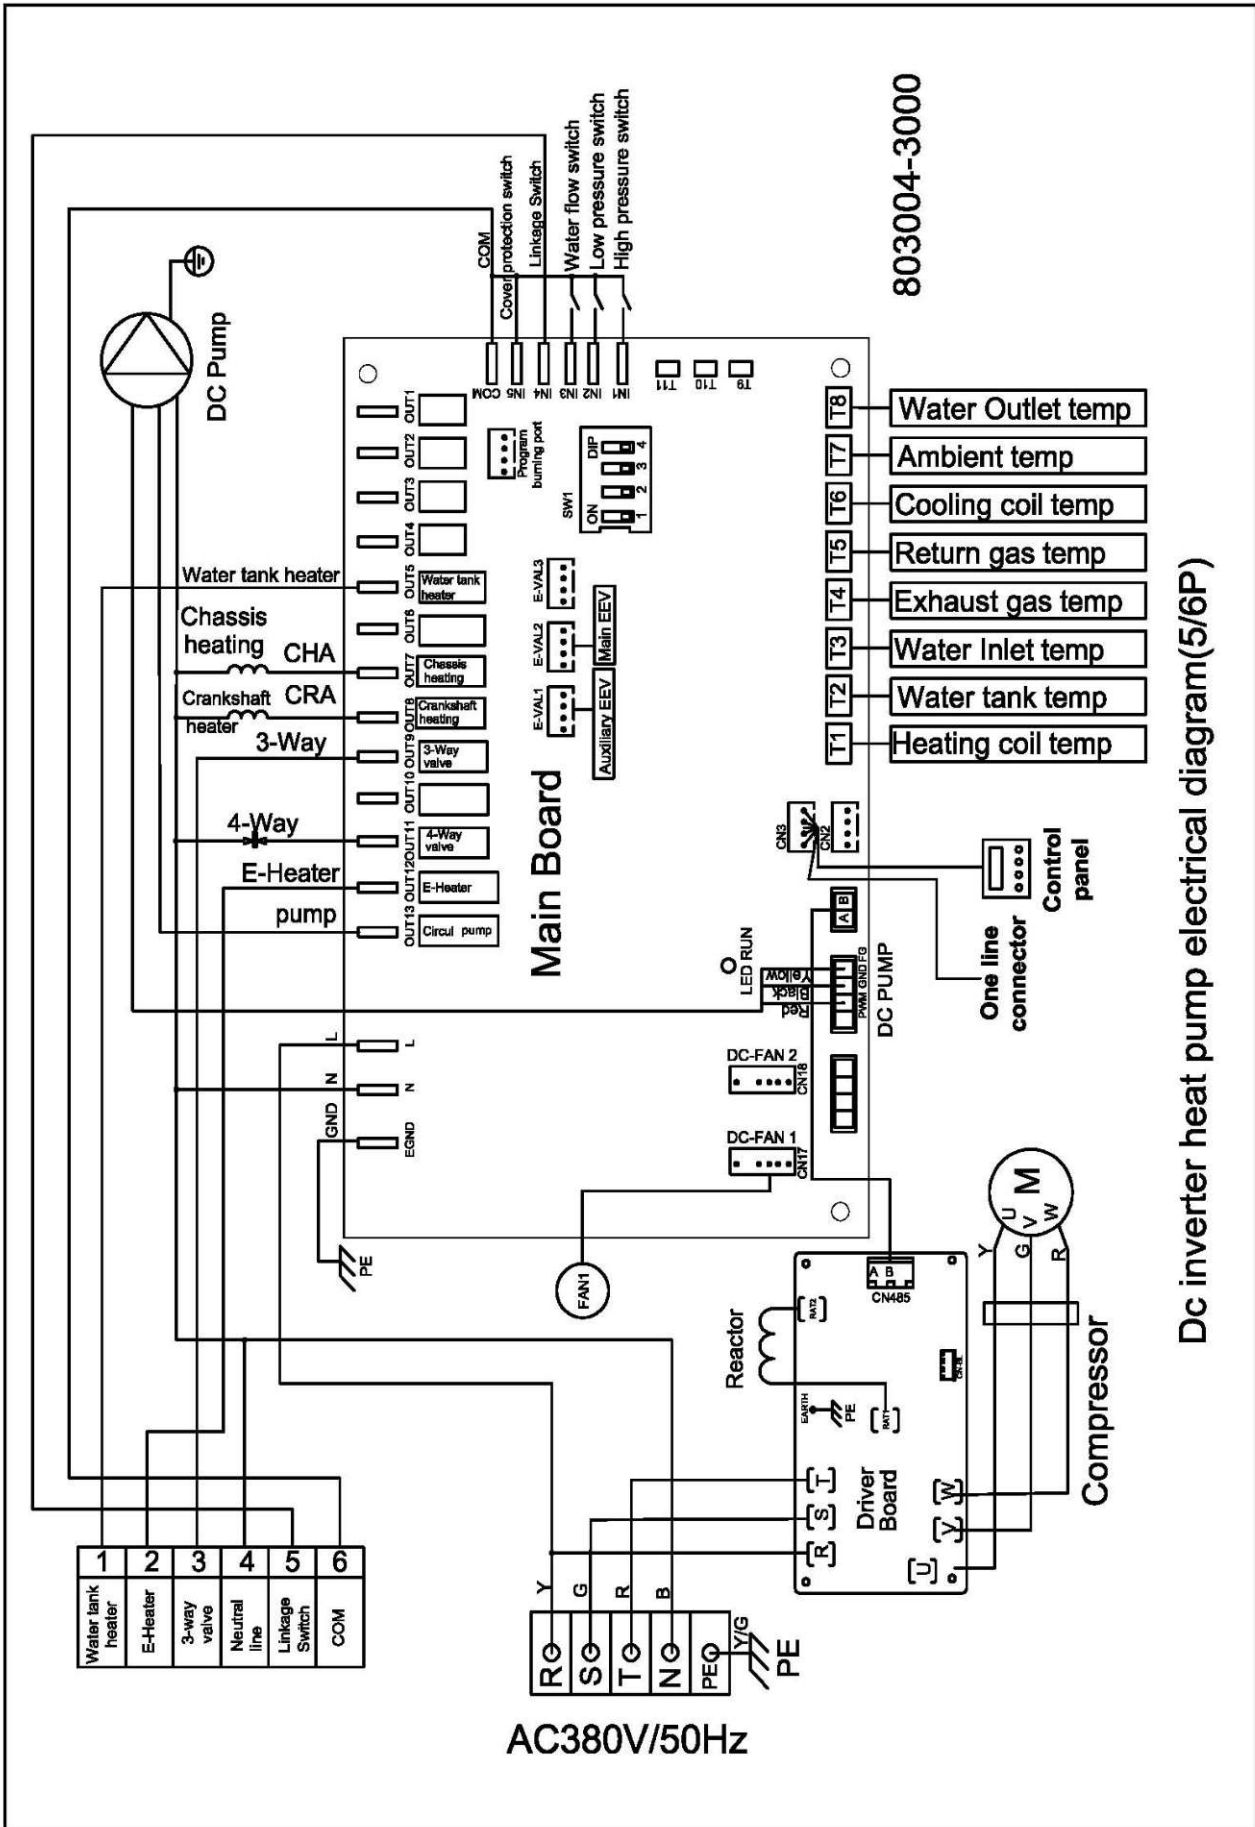 803004-3000
DC Pump
COM
Cover protection switch
Linkage Switch
Water flow switch
Low pressure switch
High pressure switch
COM
IN5
IN4
IN3
IN2
IN1
OUT1
OUT2
OUT3
OUT4
OUT5
OUT6
OUT7
OUT8
OUT9
OUT10
OUT11
OUT12
OUT13
Program
burning port
SW1
ON
DIP
1
2
3
4
T11
T10
T9
Water tank heater
Water tank
heater
Chassis
heating
CHA
Chassis
heating
Crankshaft
heater
CRA
Crankshaft
heating
3-Way
3-Way
valve
4-Way
4-Way
valve
E-Heater
E-Heater
pump
Circul pump
E-VAL3
E-VAL2
E-VAL1
Main EEV
Auxiliary EEV
Main Board
T8
Water Outlet temp
T7
Ambient temp
T6
Cooling coil temp
T5
Return gas temp
T4
Exhaust gas temp
T3
Water Inlet temp
T2
Water tank temp
T1
Heating coil temp
CN3
CN2
Control
panel
One line
connector
A B
LED RUN
Yellow
Black
Red
PWM GND FG
DC PUMP
L
L
N
N
GND
EGND
PE
DC-FAN 2
CN18
DC-FAN 1
CN17
FAN1
M
U
V
W
Y
G
R
Compressor
A B
CN485
RAT2
Reactor
EARTH
PE
RAT1
T
S
R
Driver
Board
W
V
U
1
2
3
4
5
6
Water tank
heater
E-Heater
3-way
valve
Neutral
line
Linkage
Switch
COM
Y
G
R
B
Y/G
R
S
T
N
PE
PE
AC380V/50Hz
Dc inverter heat pump electrical diagram(5/6P)